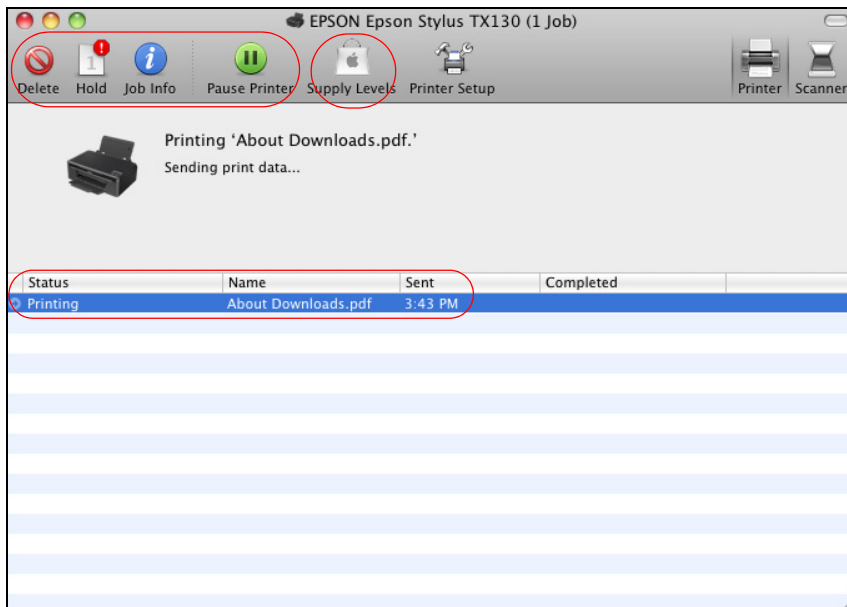 EPSON Epson Stylus TX130 (1 Job)
Delete Hold Job Info Pause Printer Supply Levels Printer Setup Printer Scanner
Printing ‘About Downloads.pdf.’
Sending print data...
Status Name Sent Completed
Printing About Downloads.pdf 3:43 PM